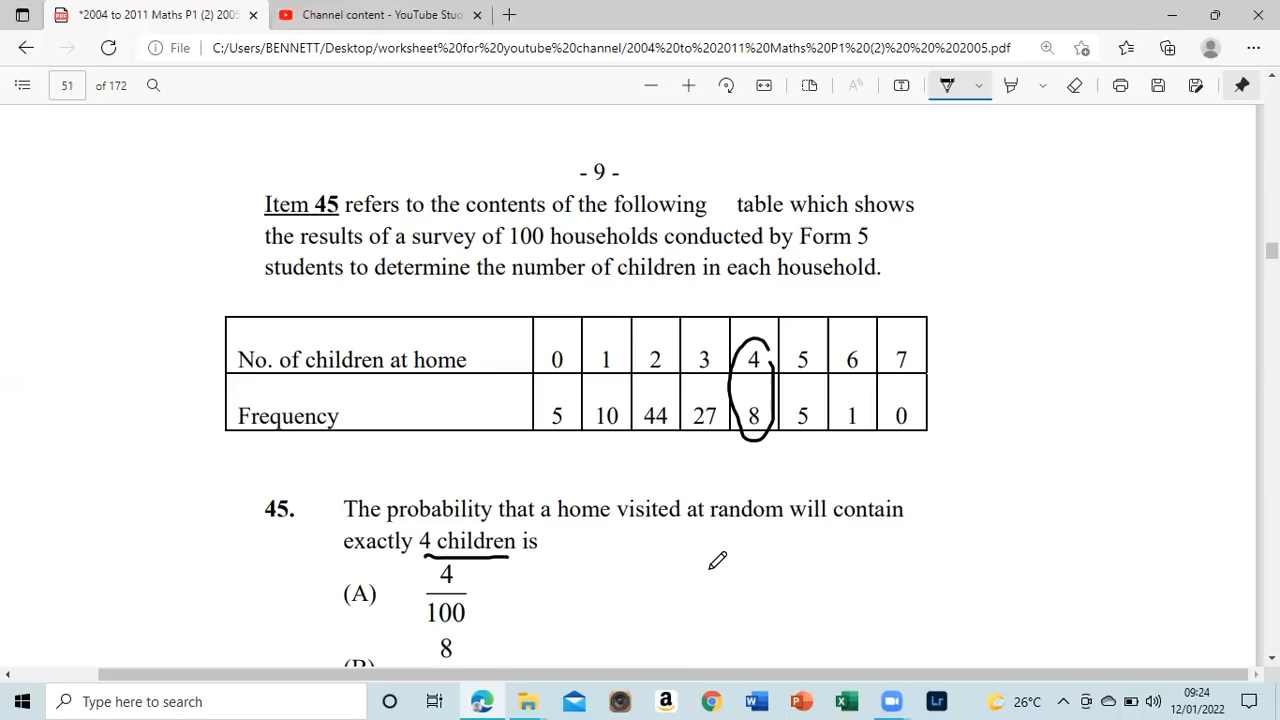 *2004 to 2011 Maths P1 (2) 2005
Channel content - YouTube Stu
File C:/Users/BENNETT/Desktop/worksheet%20for%20youtube%20channel/2004%20to%202011%20Maths%20P1%20(2)%20%20%202005.pdf
51 of 172
- 9 -
Item 45 refers to the contents of the following table which shows
the results of a survey of 100 households conducted by Form 5
students to determine the number of children in each household.
No. of children at home 0 1 2 3 4 5 6 7
Frequency 5 10 44 27 8 5 1 0
45. The probability that a home visited at random will contain
exactly 4 children is
(A) 4
100
8
(B)
Type here to search
26°C
09:24
12/01/2022